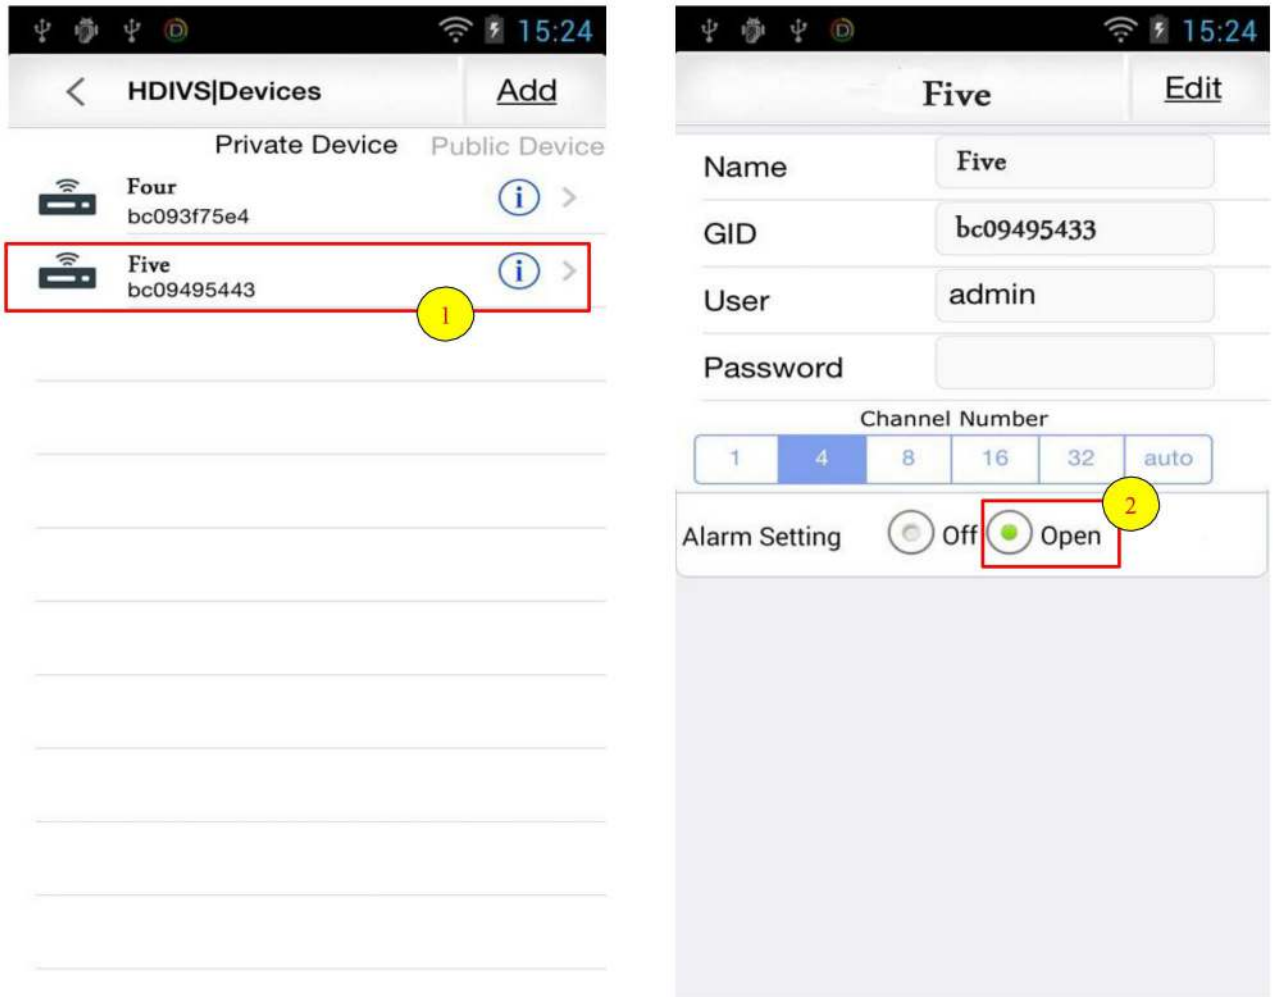 15:24
HDIVS|Devices Add
Private Device Public Device
Four
bc093f75e4
Five
bc09495443
1
15:24
Five Edit
Name Five
GID bc09495433
User admin
Password
Channel Number
1 4 8 16 32 auto
2
Alarm Setting Off Open